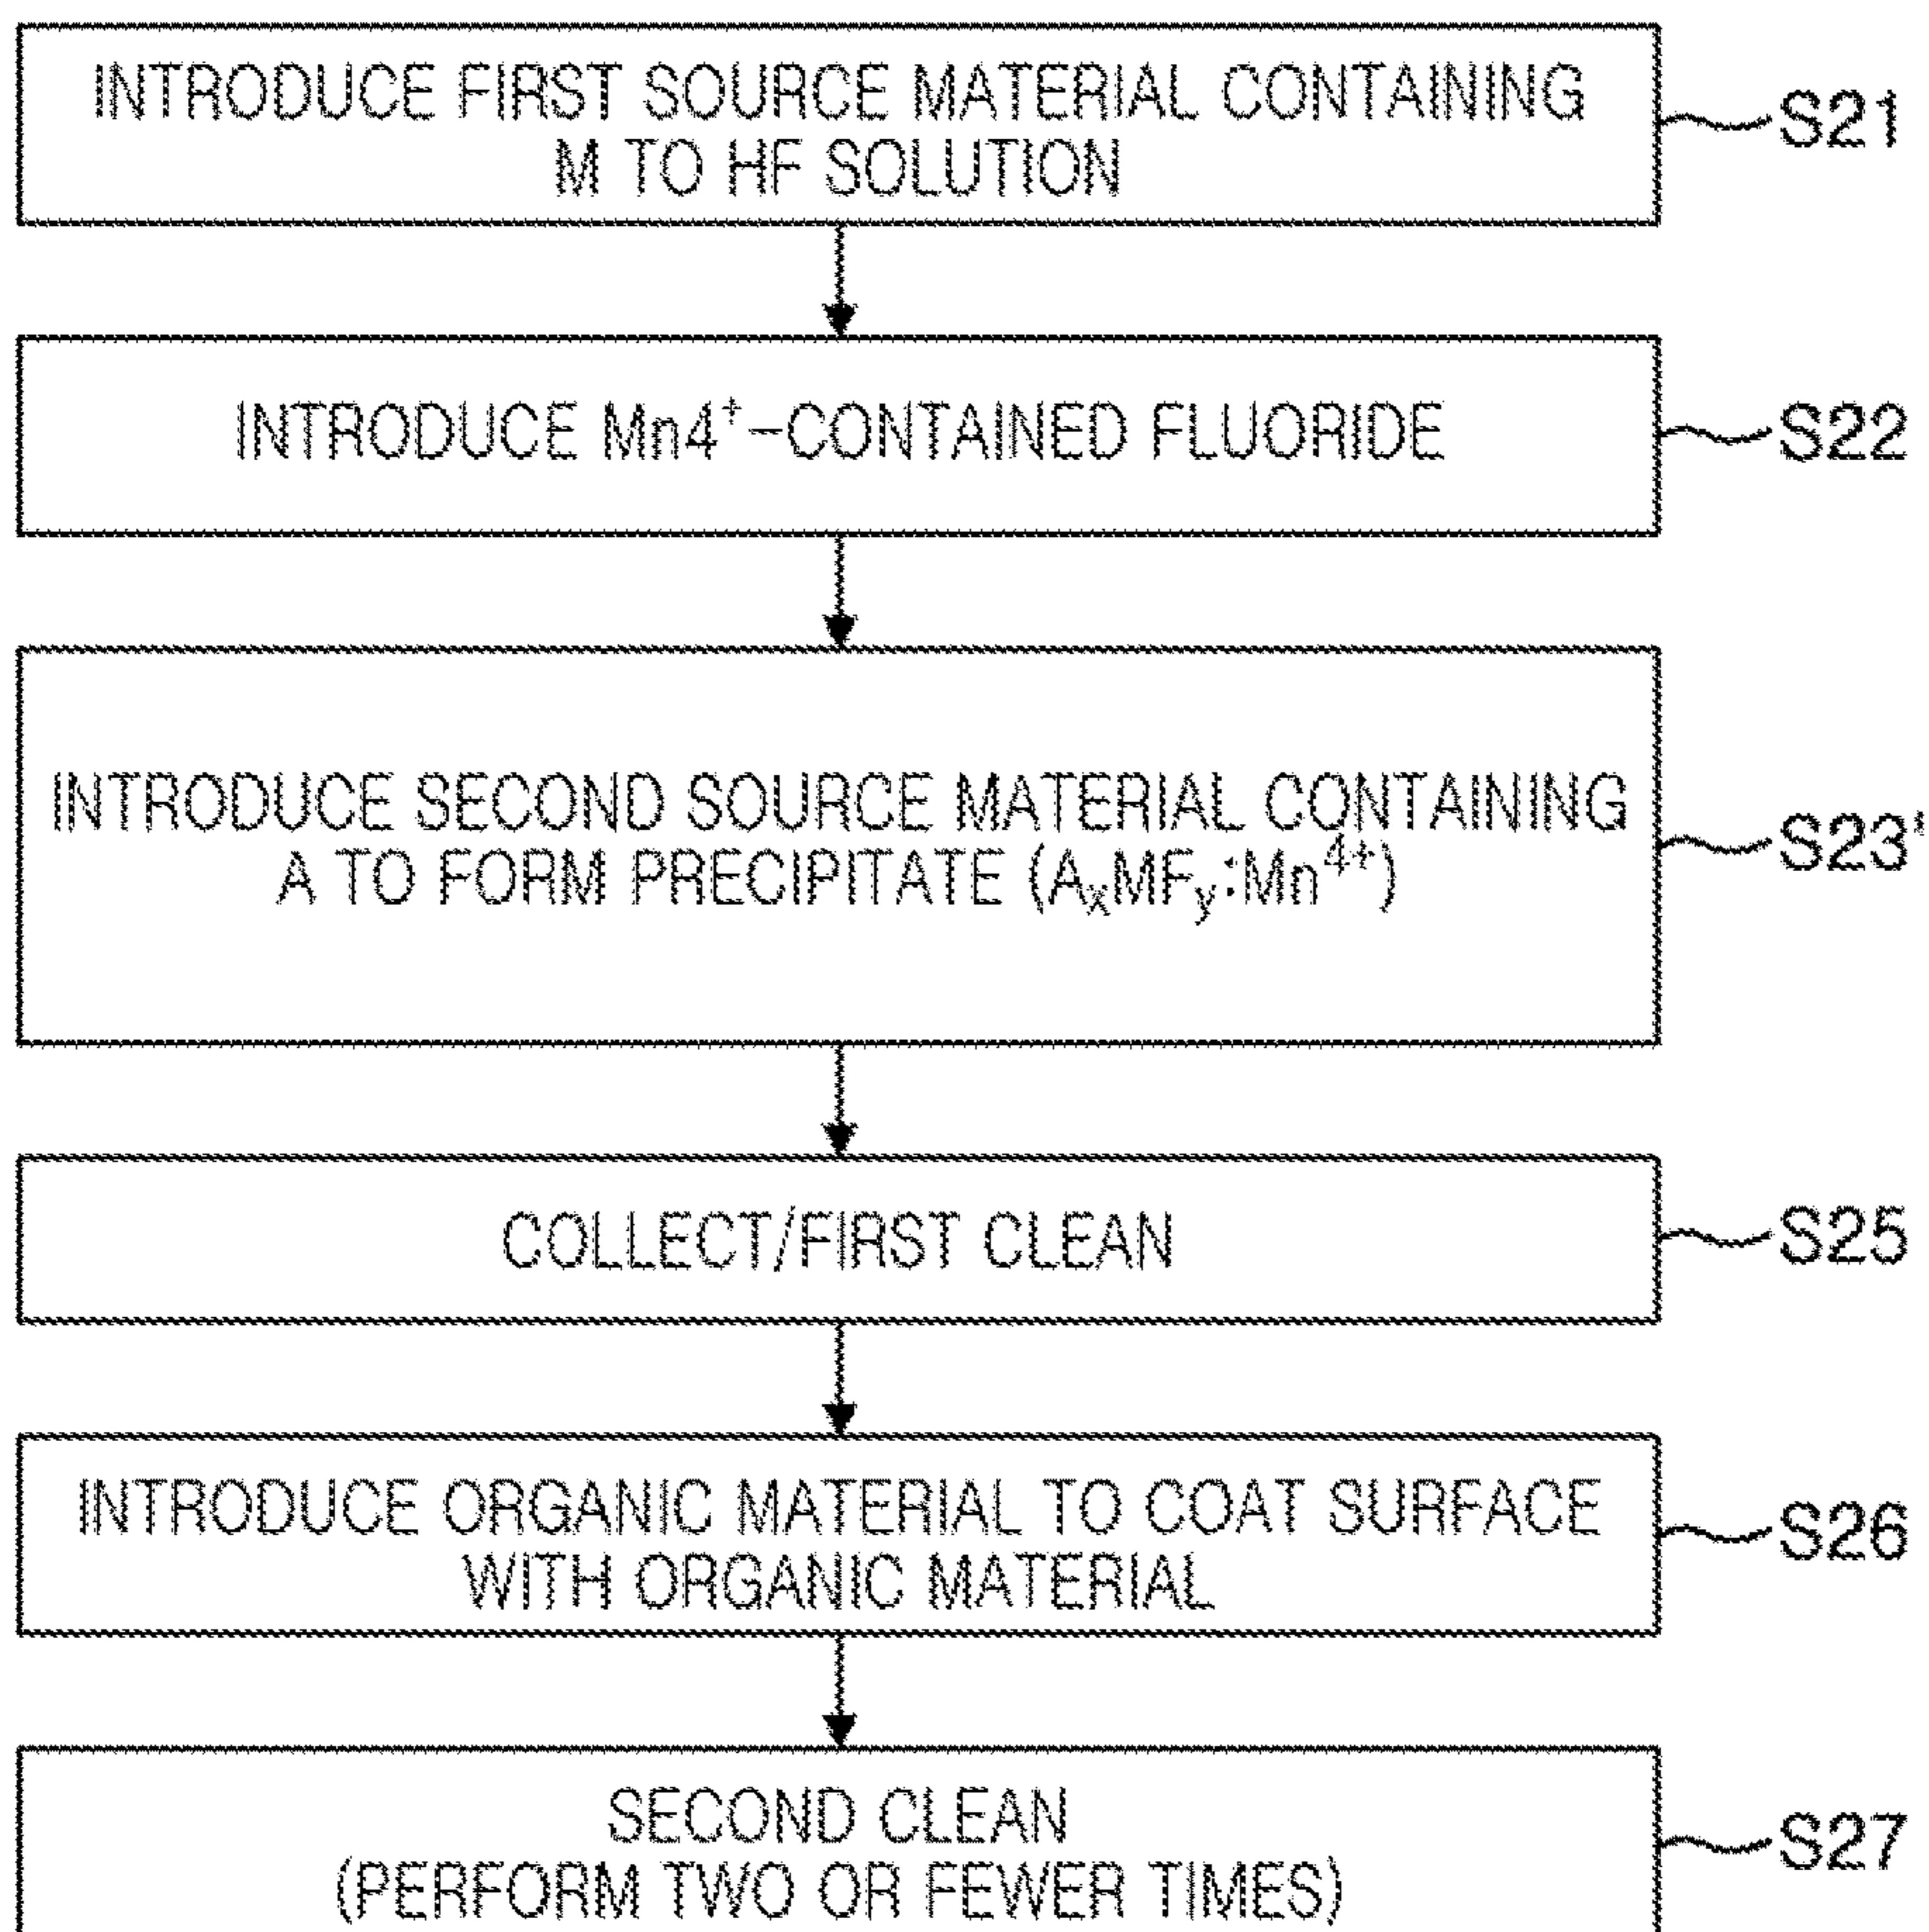 INTRODUCE FIRST SOURCE MATERIAL CONTAINING
M TO HF SOLUTION
S21
INTRODUCE Mn4⁺-CONTAINED FLUORIDE
S22
INTRODUCE SECOND SOURCE MATERIAL CONTAINING
A TO FORM PRECIPITATE (AₓMFᵧ:Mn⁴⁺)
S23'
COLLECT/FIRST CLEAN
S25
INTRODUCE ORGANIC MATERIAL TO COAT SURFACE
WITH ORGANIC MATERIAL
S26
SECOND CLEAN
(PERFORM TWO OR FEWER TIMES)
S27